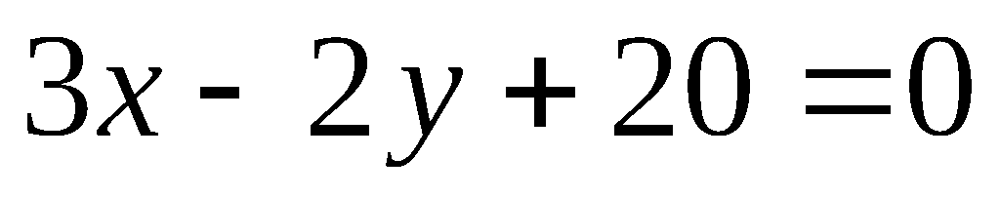 3x - 2y + 20 = 0